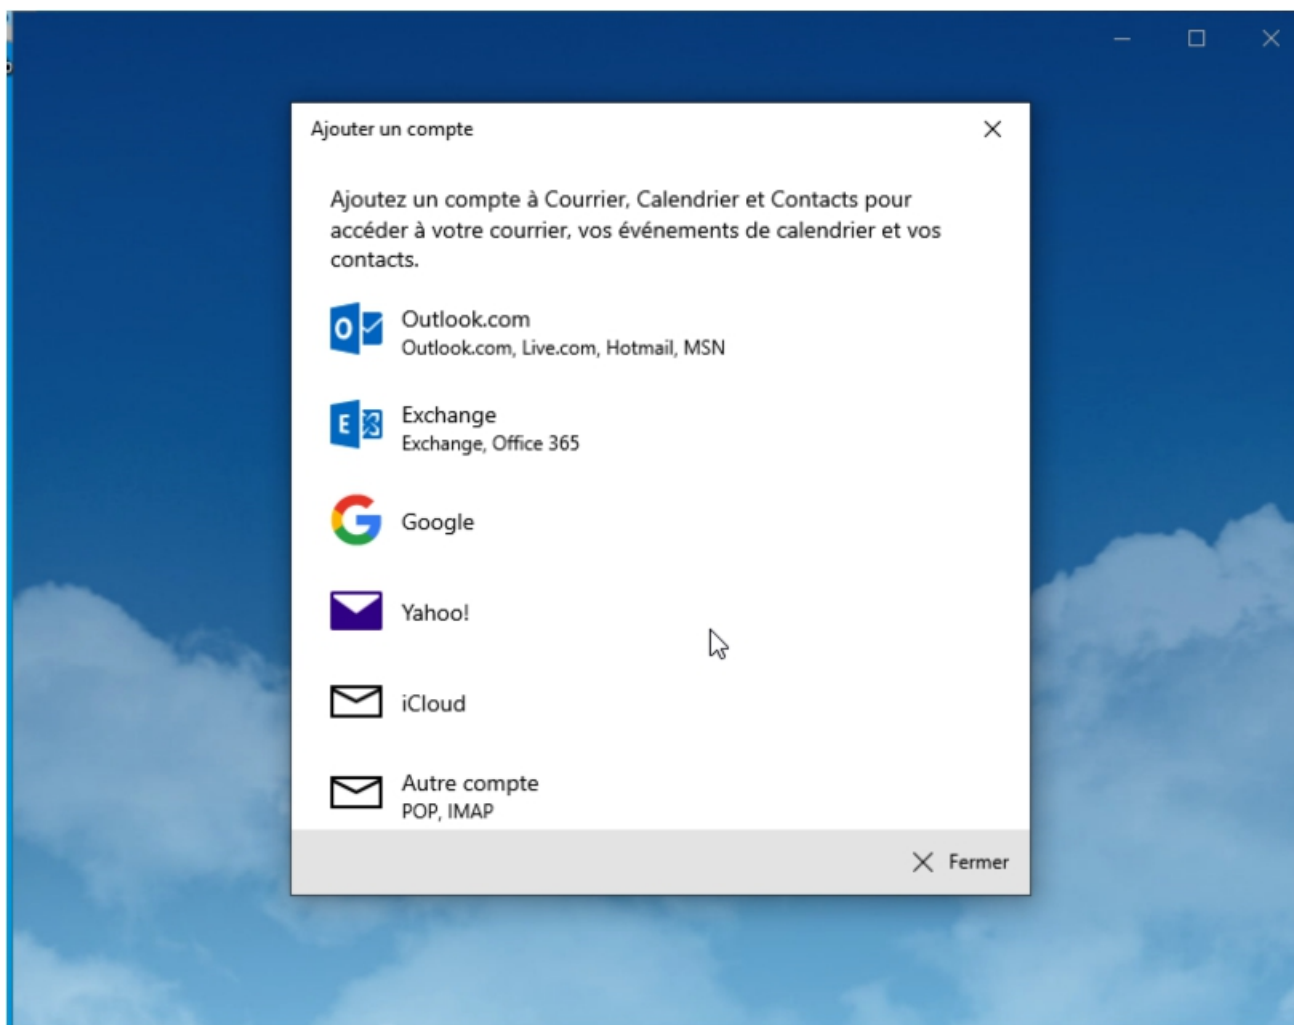 Ajouter un compte
Ajoutez un compte à Courrier, Calendrier et Contacts pour
accéder à votre courrier, vos événements de calendrier et vos
contacts.
Outlook.com
Outlook.com, Live.com, Hotmail, MSN
Exchange
Exchange, Office 365
Google
Yahoo!
iCloud
Autre compte
POP, IMAP
Fermer